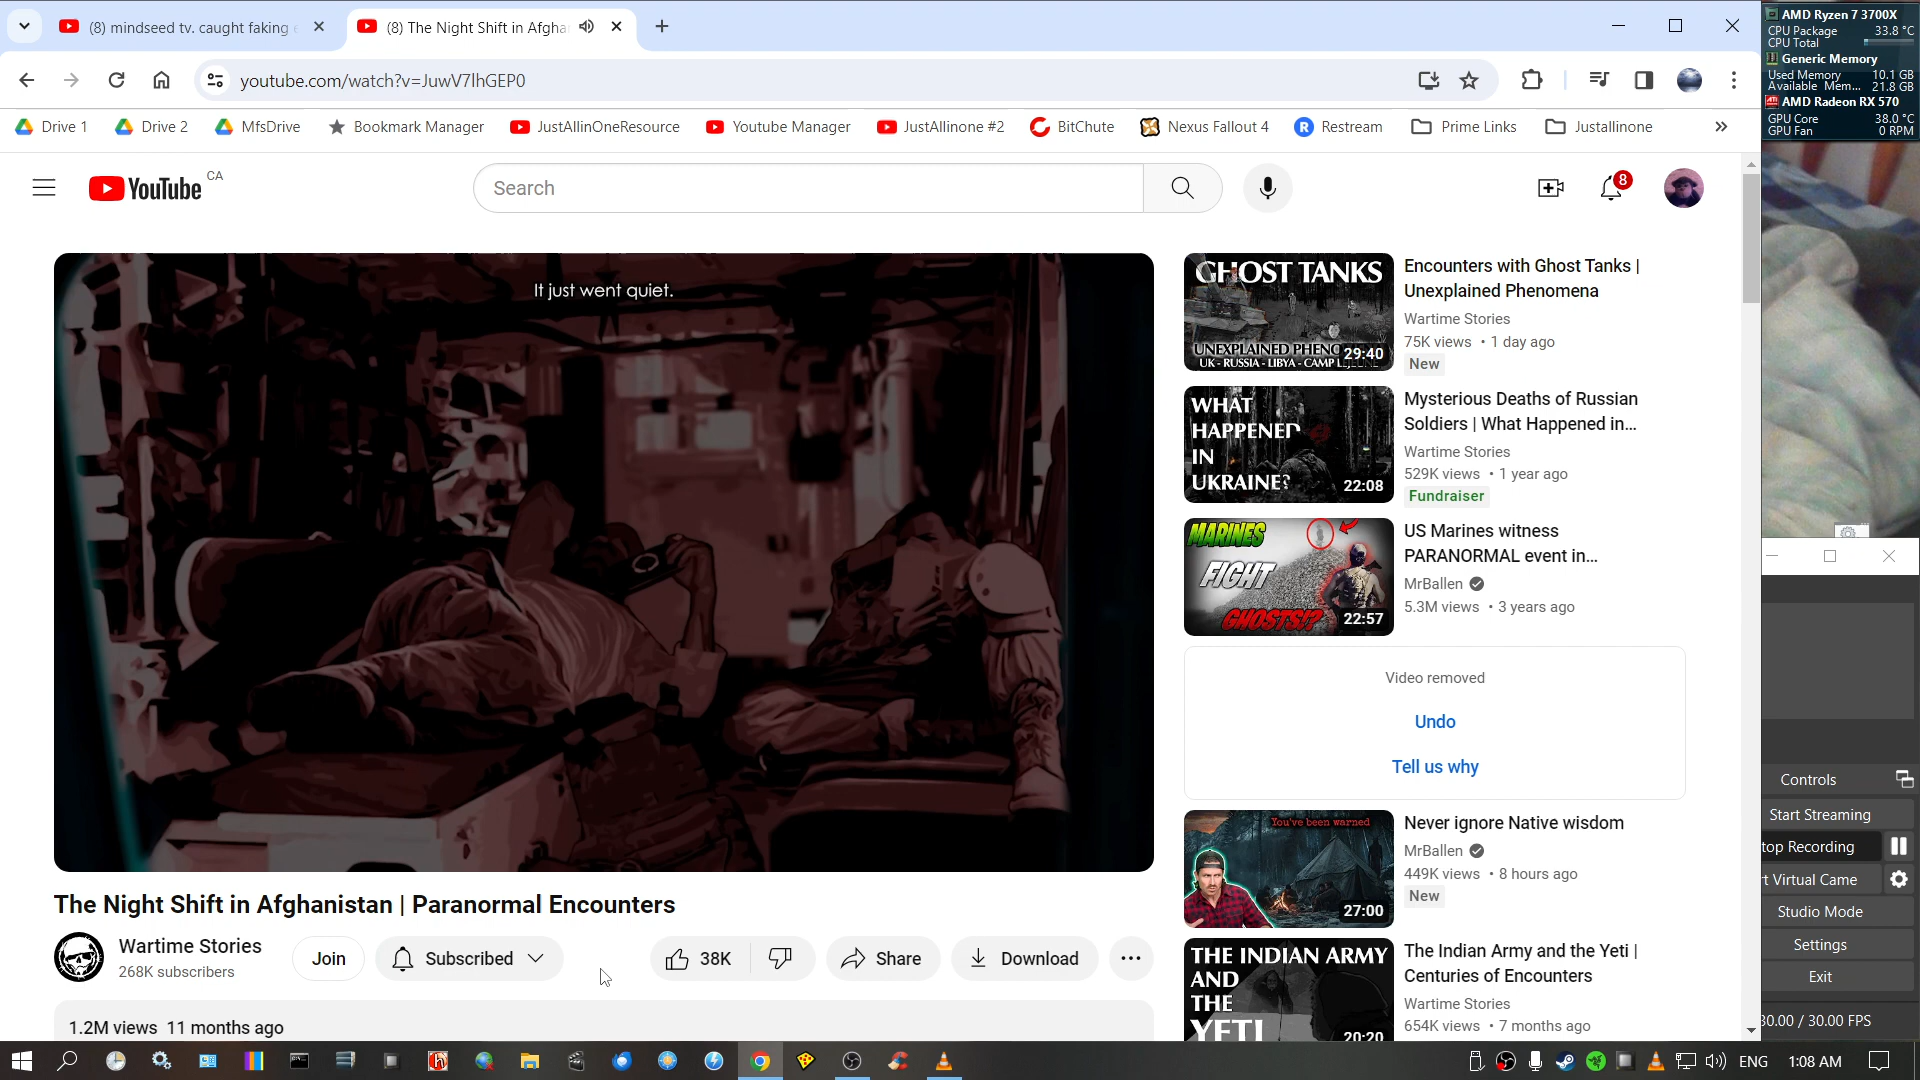 (8) mindseed tv. caught faking
(8) The Night Shift in Afgha
youtube.com/watch?v=JuwV7lhGEP0
Drive 1
Drive 2
MfsDrive
Bookmark Manager
JustAllinOneResource
Youtube Manager
JustAllinone #2
BitChute
Nexus Fallout 4
Restream
Prime Links
Justallinone
»
YouTube CA
Search
8
It just went quiet.
The Night Shift in Afghanistan | Paranormal Encounters
Wartime Stories
268K subscribers
Join
Subscribed
38K
Share
Download
1.2M views 11 months ago
GHOST TANKS
UNEXPLAINED PHENO
UK - RUSSIA - LIBYA - CAMP LEJEUNE
29:40
Encounters with Ghost Tanks |
Unexplained Phenomena
Wartime Stories
75K views • 1 day ago
New
WHAT
HAPPENED
IN
UKRAINE?
22:08
Mysterious Deaths of Russian
Soldiers | What Happened in...
Wartime Stories
529K views • 1 year ago
Fundraiser
MARINES
FIGHT
GHOSTS!?
22:57
US Marines witness
PARANORMAL event in...
MrBallen
5.3M views • 3 years ago
Video removed
Undo
Tell us why
You've been warned
27:00
Never ignore Native wisdom
MrBallen
449K views • 8 hours ago
New
THE INDIAN ARMY
AND
THE
YETI
20:20
The Indian Army and the Yeti |
Centuries of Encounters
Wartime Stories
654K views • 7 months ago
AMD Ryzen 7 3700X
CPU Package 33.8 °C
CPU Total
Generic Memory
Used Memory 10.1 GB
Available Mem... 21.8 GB
AMD Radeon RX 570
GPU Core 38.0 °C
GPU Fan 0 RPM
Controls
Start Streaming
top Recording
t Virtual Came
Studio Mode
Settings
Exit
30.00 / 30.00 FPS
ENG
1:08 AM